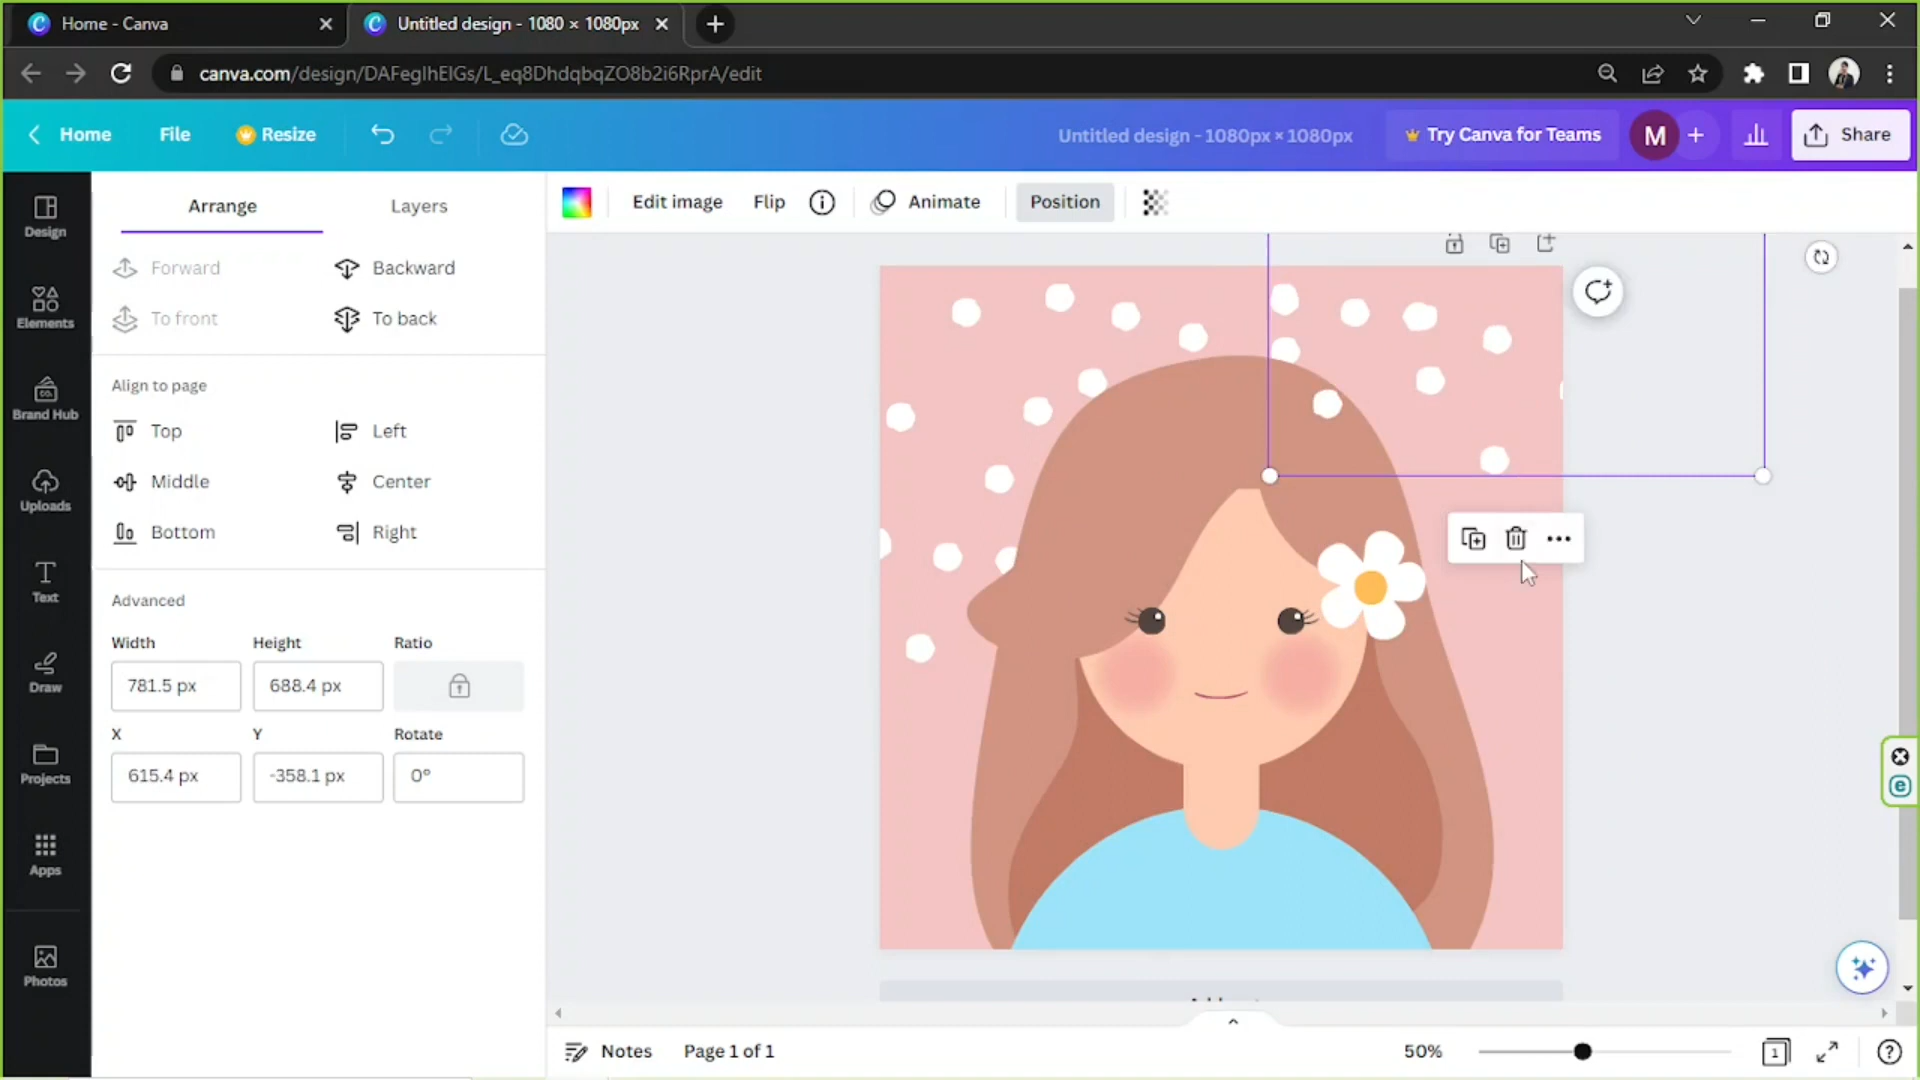 Home - Canva
Untitled design - 1080 × 1080px
canva.com/design/DAFeglhElGs/L_eq8DhdqbqZO8b2i6RprA/edit
Home
File
Resize
Untitled design - 1080px × 1080px
Try Canva for Teams
M
Share
Design
Elements
Brand Hub
Uploads
Text
Draw
Projects
Apps
Photos
Arrange
Layers
Forward
Backward
To front
To back
Align to page
Top
Left
Middle
Center
Bottom
Right
Advanced
Width
Height
Ratio
781.5 px
688.4 px
X
Y
Rotate
615.4 px
-358.1 px
0°
Edit image
Flip
Animate
Position
Notes
Page 1 of 1
50%
1